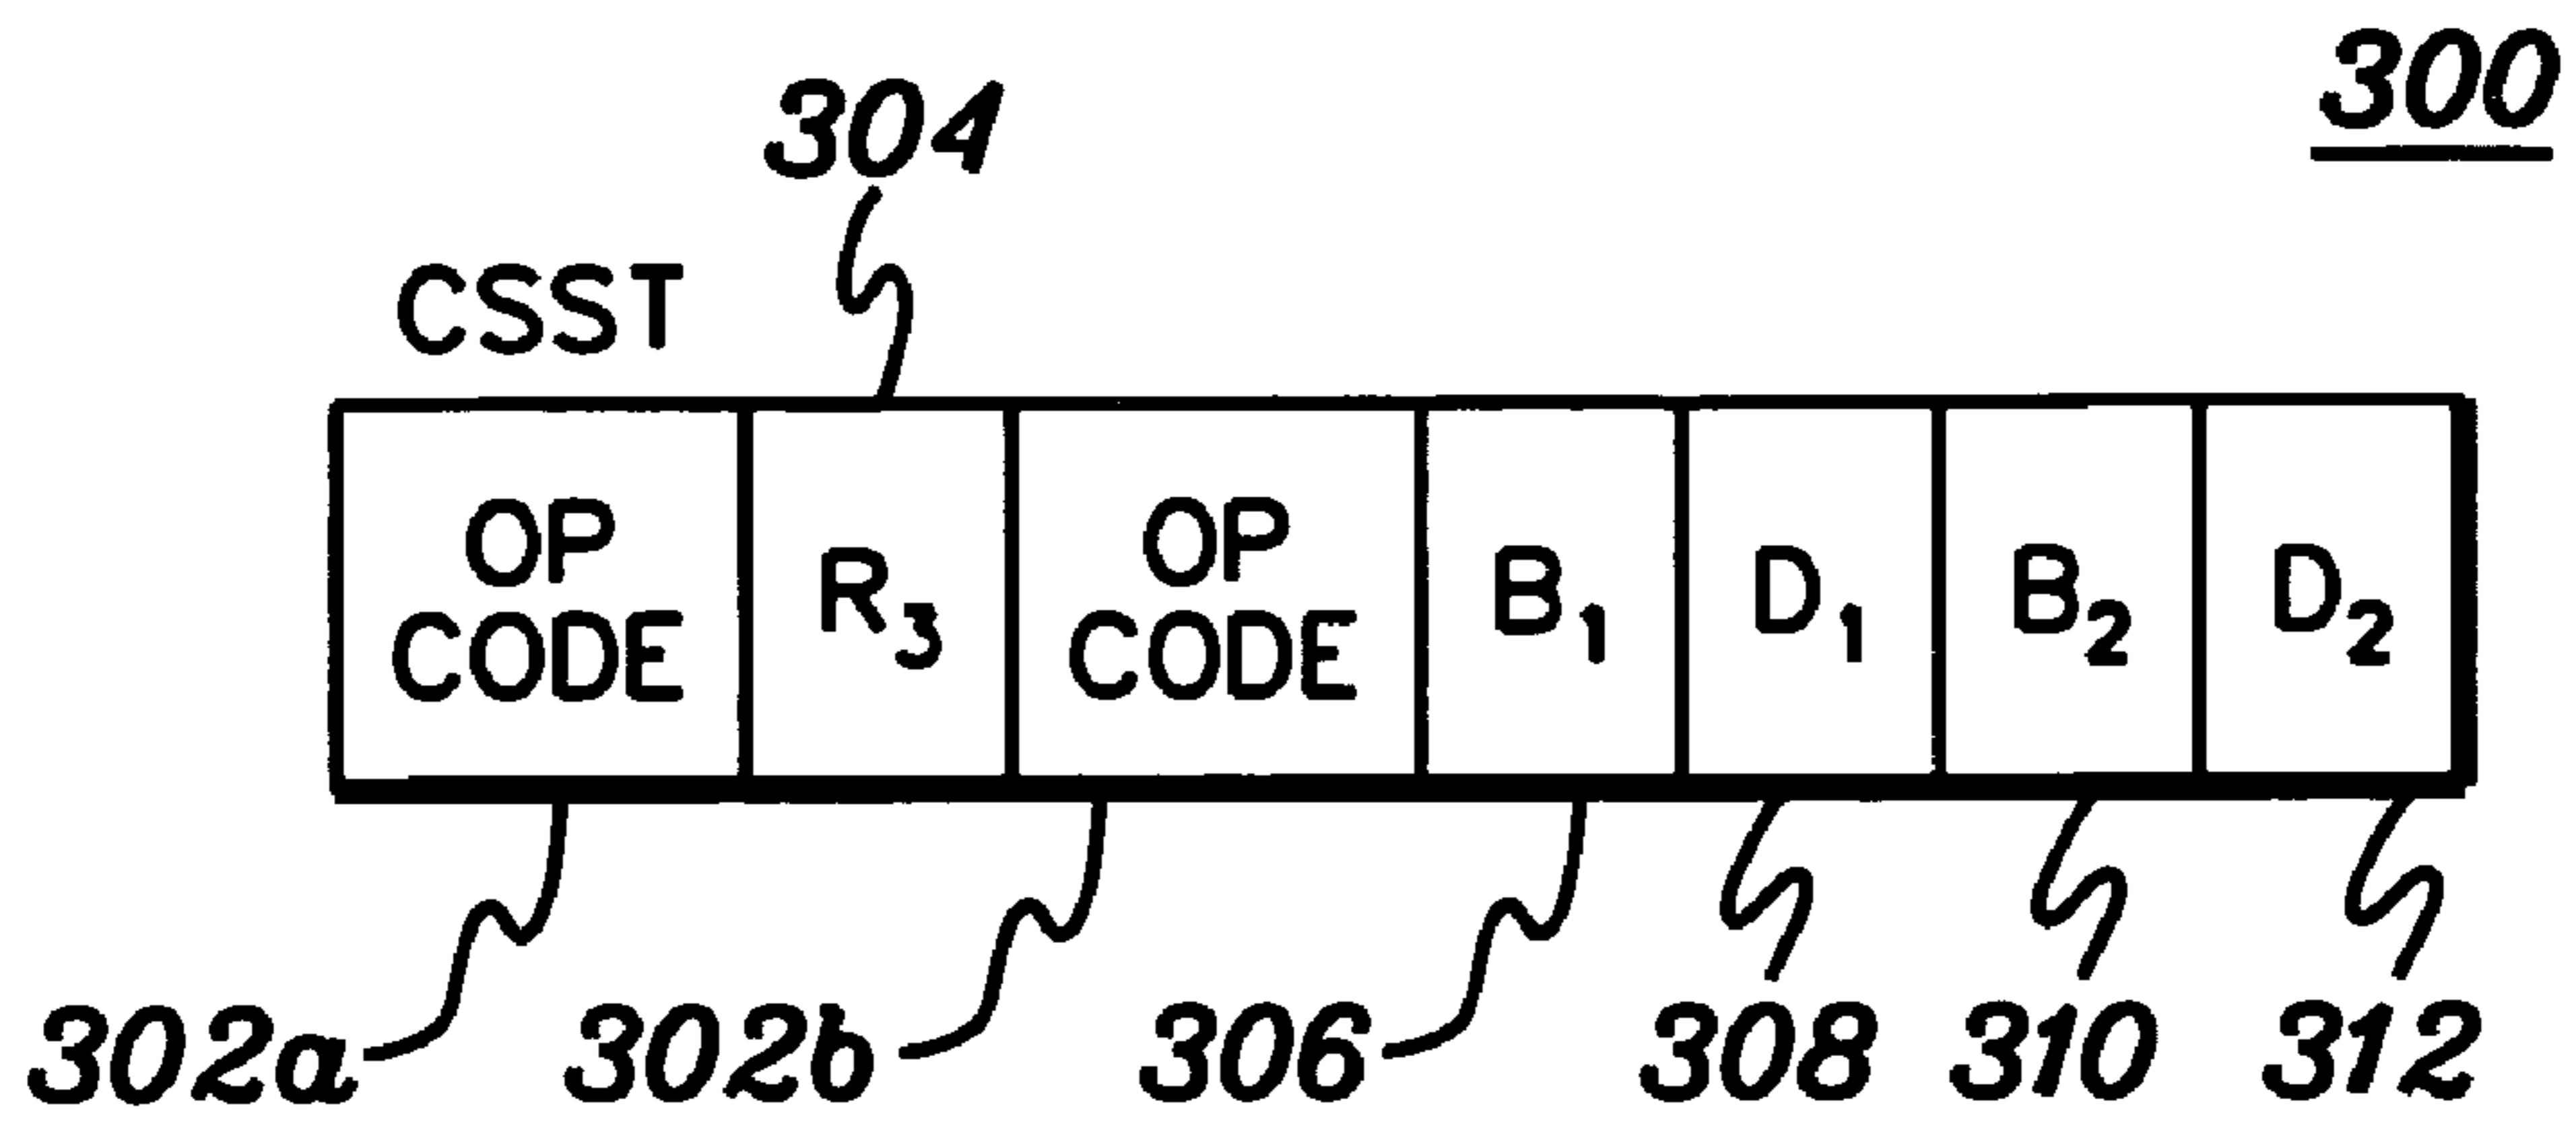 300
304
CSST
OP CODE
R3
OP CODE
B1
D1
B2
D2
302a
302b
306
308
310
312